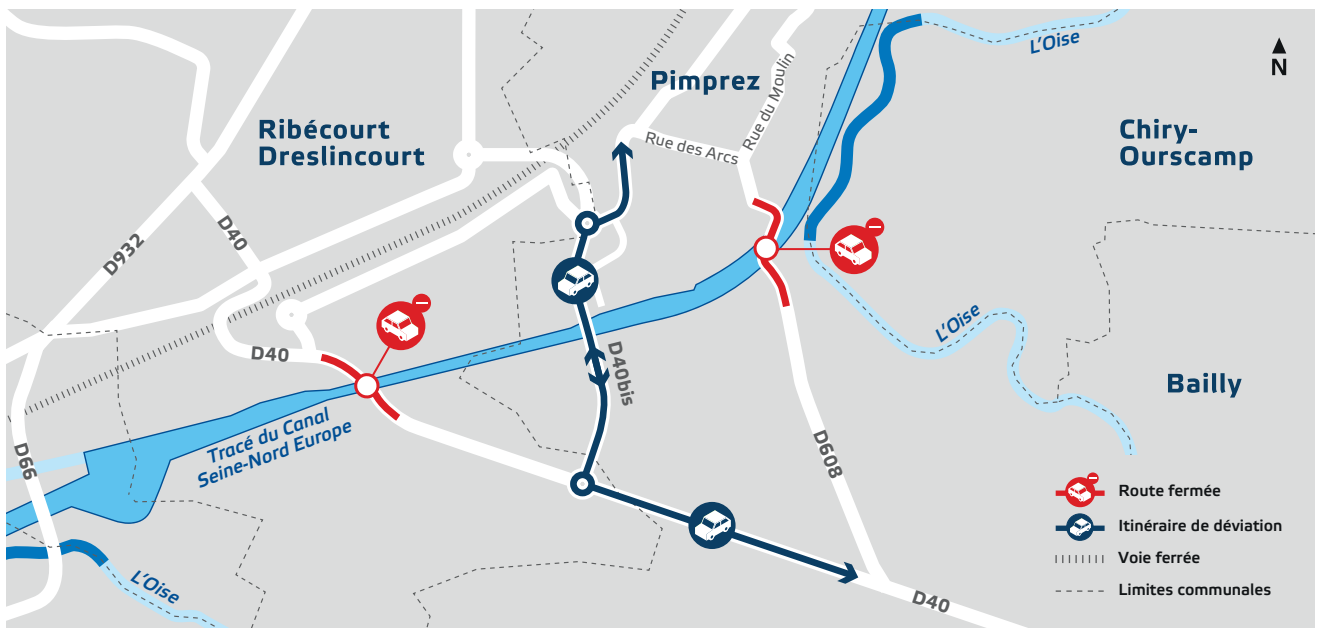 L'Oise
N
Pimprez
Rue du Moulin
Ribécourt
Dreslincourt
Chiry-
Ourscamp
Rue des Arcs
D40
D932
L'Oise
D40
D40bis
Bailly
Tracé du Canal
Seine-Nord Europe
D66
D608
L'Oise
D40
Route fermée
Itinéraire de déviation
Voie ferrée
Limites communales